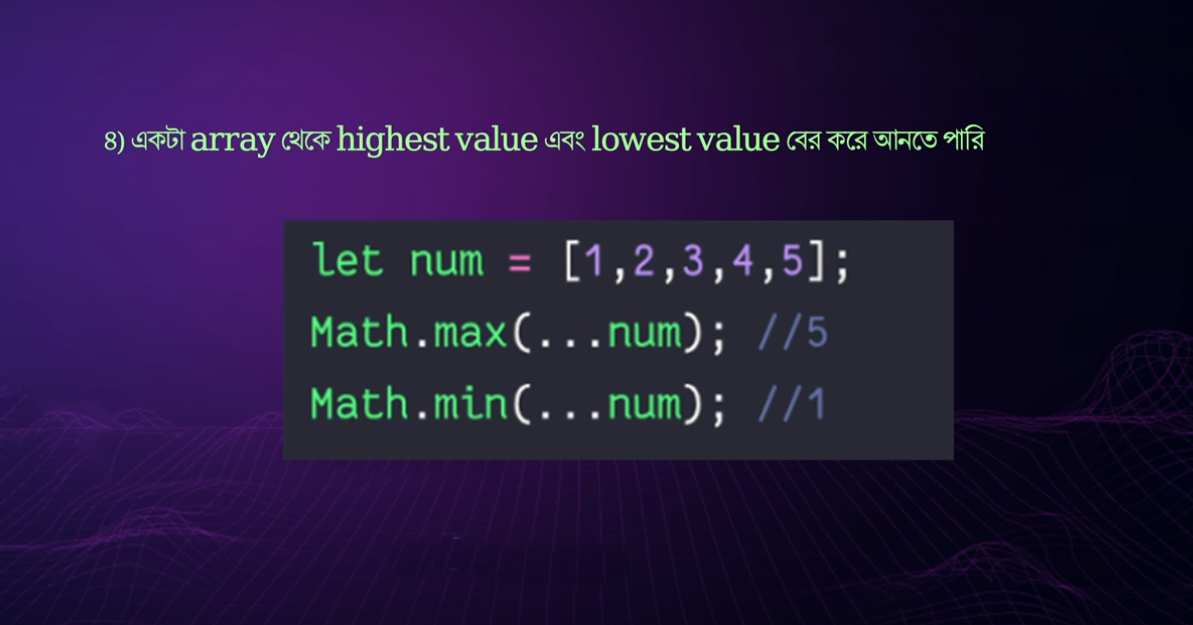 ৪) একটা array থেকে highest value এবং lowest value বের করে আনতে পারি
let num = [1,2,3,4,5];
Math.max(...num); //5
Math.min(...num); //1